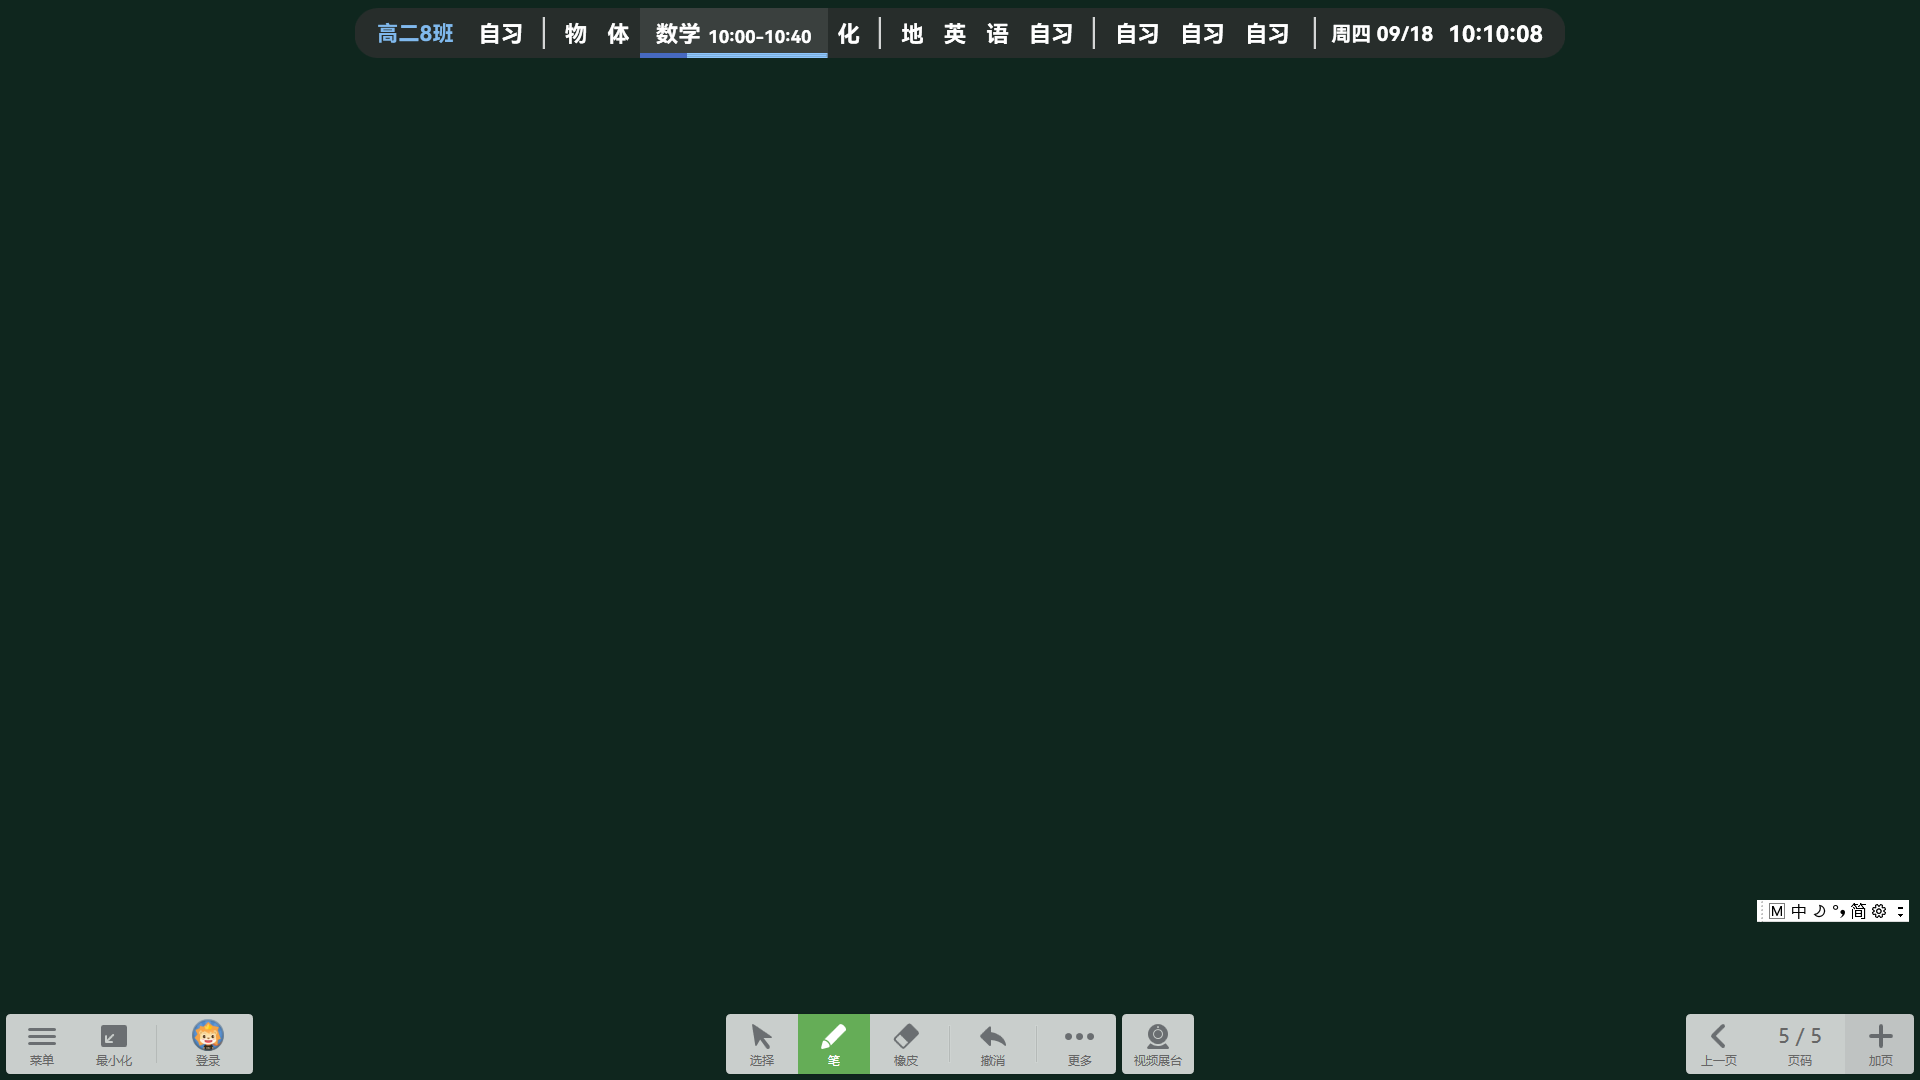 高二8班 自习 | 物 体 数学 10:00-10:40 化 | 地 英 语 自习 | 自习 自习 自习 | 周四 09/18 10:10:08
M 中 简
5 / 5
菜单 最小化 登录 选择 笔 橡皮 撤消 更多 视频展台 上一页 页码 加页